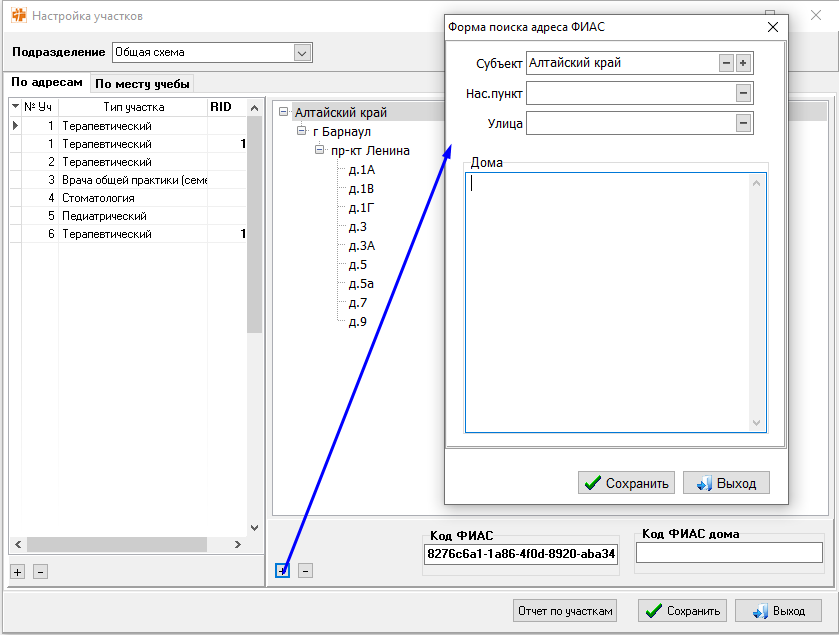 Настройка участков
Подразделение Общая схема
По адресам По месту учебы
№ Уч Тип участка RID
1 Терапевтический
1 Терапевтический 1
2 Терапевтический
3 Врача общей практики (семе
4 Стоматология
5 Педиатрический
6 Терапевтический 1
Алтайский край
г Барнаул
пр-кт Ленина
д.1А
д.1В
д.1Г
д.3
д.3А
д.5
д.5а
д.7
д.9
Форма поиска адреса ФИАС
Субъект Алтайский край
Нас.пункт
Улица
Дома
Сохранить Выход
Код ФИАС
8276c6a1-1a86-4f0d-8920-aba34
Код ФИАС дома
Отчет по участкам Сохранить Выход